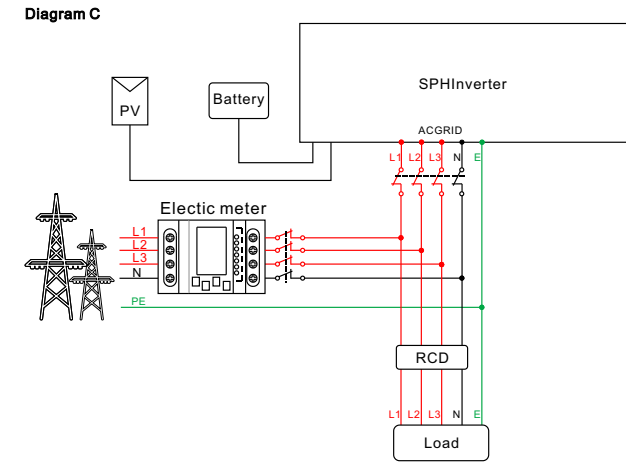 Diagram C
SPHInverter
PV
Battery
ACGRID
L1 L2 L3 N E
Electic meter
L1
L2
L3
N
PE
RCD
L1 L2 L3 N E
Load